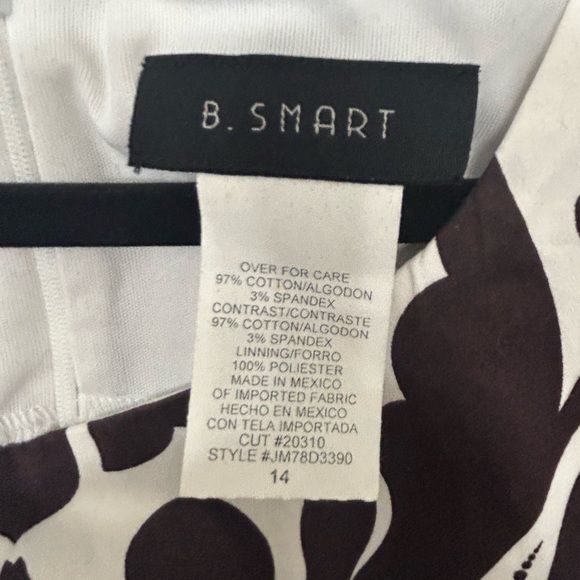 B. SMART
OVER FOR CARE
97% COTTON/ALGODON
3% SPANDEX
CONTRAST/CONTRASTE
97% COTTON/ALGODON
3% SPANDEX
LINNING/FORRO
100% POLIESTER
MADE IN MEXICO
OF IMPORTED FABRIC
HECHO EN MEXICO
CON TELA IMPORTADA
CUT #20310
STYLE #JM78D3390
14